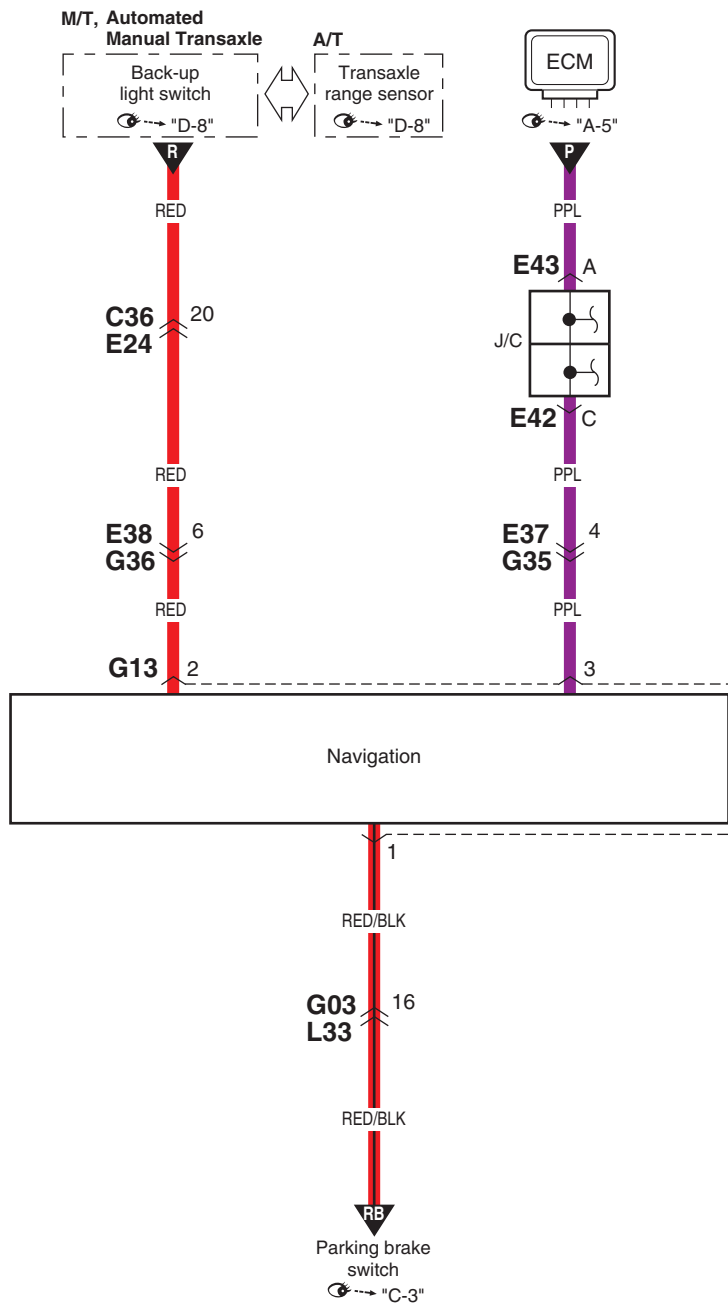 M/T, Automated
Manual Transaxle
A/T
Back-up
light switch
"D-8"
Transaxle
range sensor
"D-8"
ECM
"A-5"
R
P
RED
PPL
E43 A
C36 20
E24
J/C
E42 C
RED
PPL
E38 6
G36
E37 4
G35
RED
PPL
G13 2
3
Navigation
1
RED/BLK
G03 16
L33
RED/BLK
RB
Parking brake
switch
"C-3"